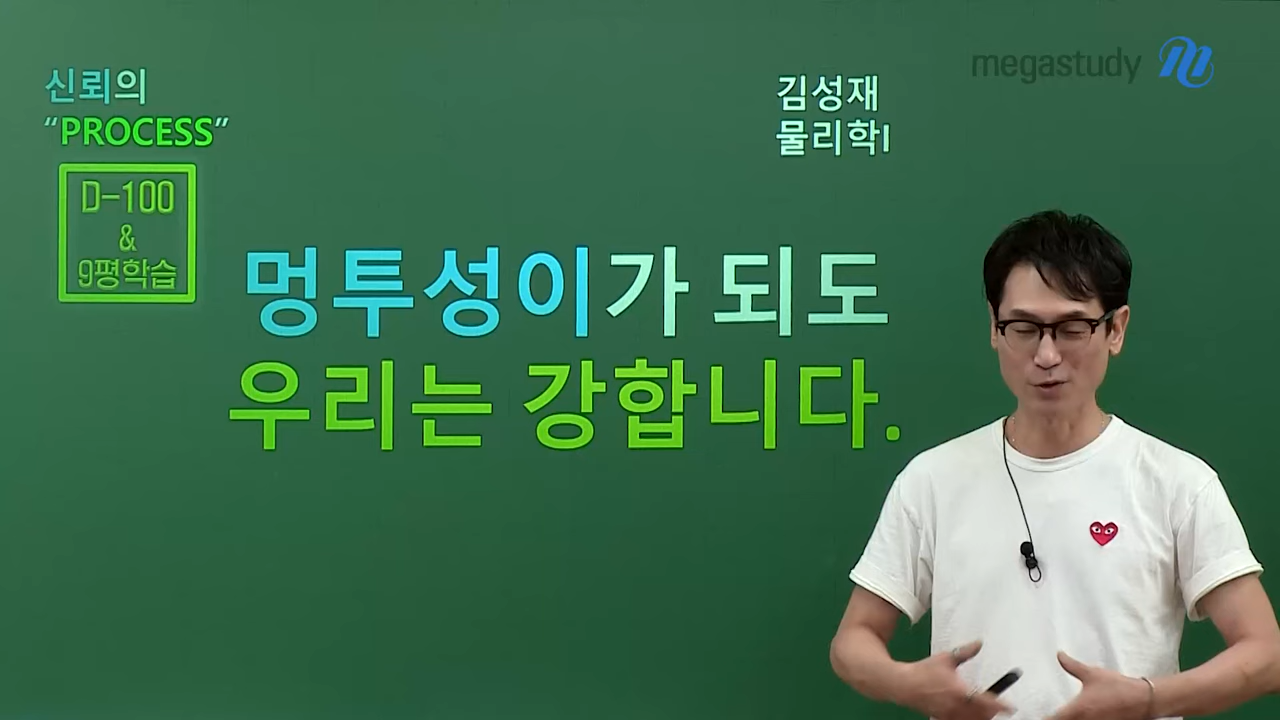 신뢰의
“PROCESS”
D-100
&
9평학습
김성재
물리학I
megastudy
멍투성이가 되도
우리는 강합니다.